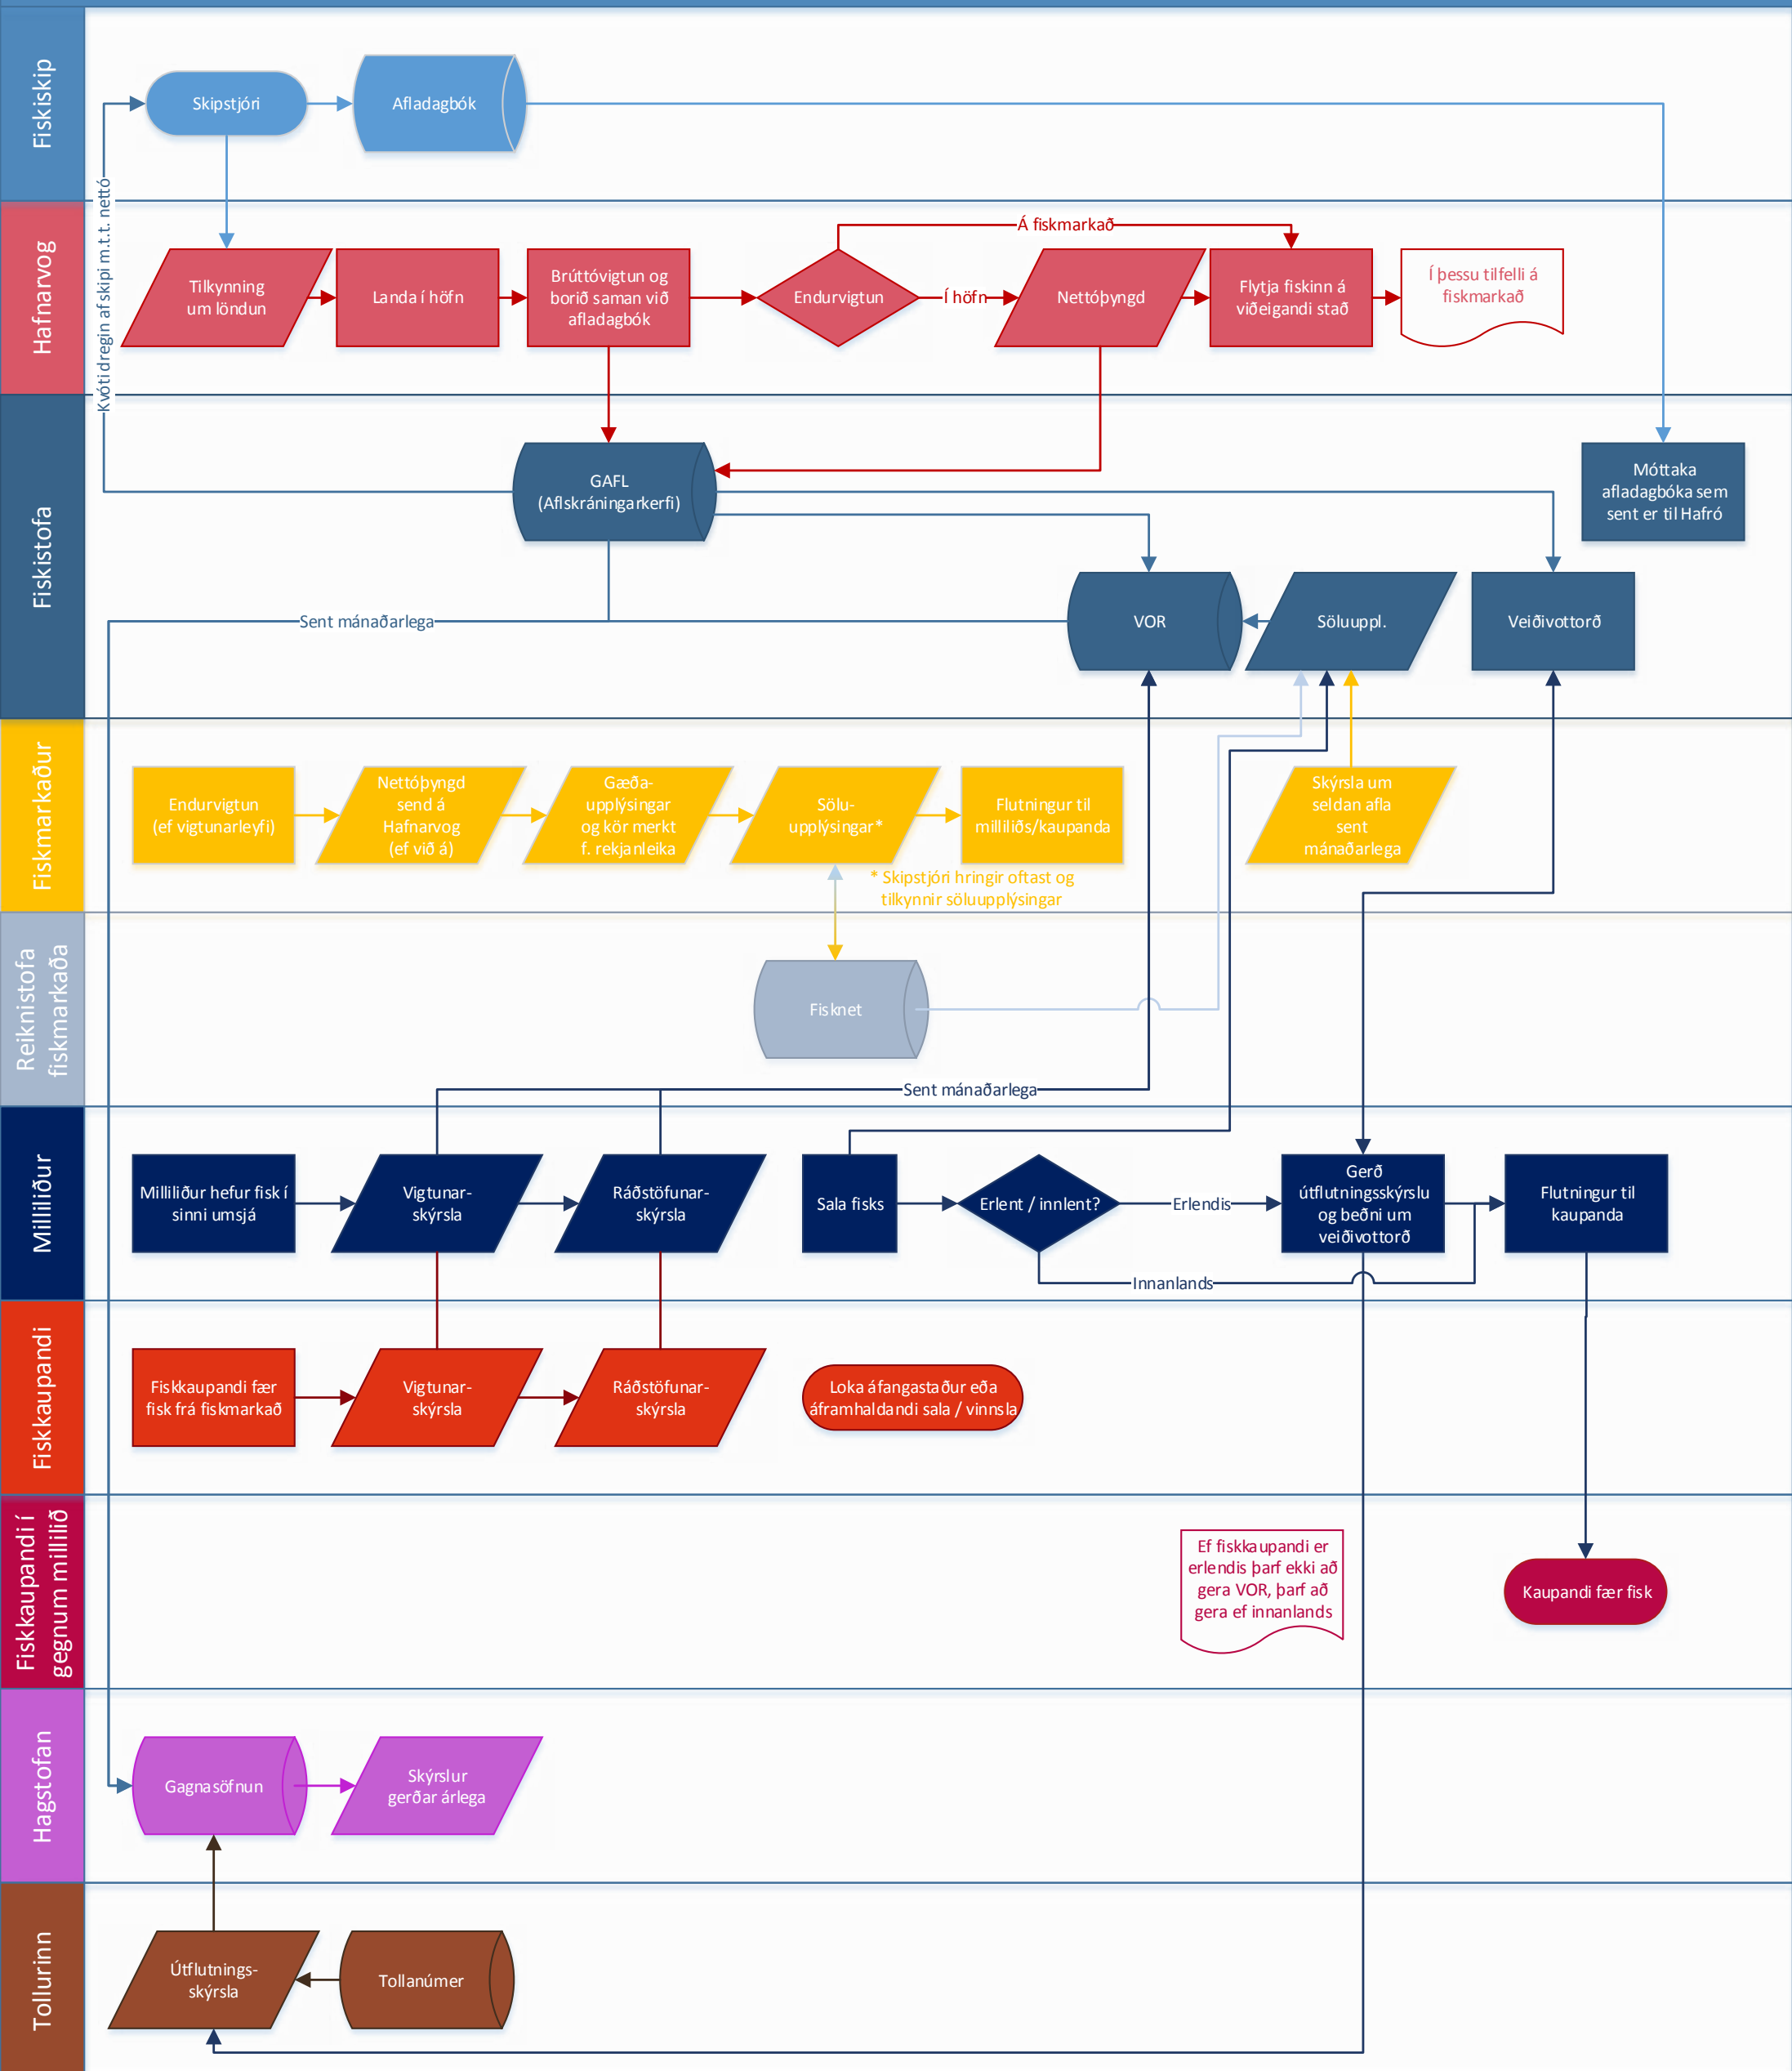 Fiskiskip
Skipstjóri
Afladagbók
Kvóti dregin af skipi m.t.t. nettó
Hafnarvog
Á fiskmarkað
Tilkynning
um löndun
Landa í höfn
Brúttóvigtun og
borið saman við
afladagbók
Endurvigtun
Í höfn
Nettóþyngd
Flytja fiskinn á
viðeigandi stað
Í þessu tilfelli á
fiskmarkað
Fiskistofa
GAFL
(Aflskráningarkerfi)
Móttaka
afladagbóka sem
sent er til Hafró
Sent mánaðarlega
VOR
Söluuppl.
Veiðivottorð
Fiskmarkaður
Endurvigtun
(ef vigtunarleyfi)
Nettóþyngd
send á
Hafnarvog
(ef við á)
Gæða-
upplýsingar
og kör merkt
f. rekjanleika
Sölu-
upplýsingar*
Flutningur til
milliliðs/kaupanda
Skýrsla um
seldan afla
sent
mánaðarlega
* Skipstjóri hringir oftast og
tilkynnir söluupplýsingar
Reiknistofa
fiskmarkaða
Fisknet
Sent mánaðarlega
Milliliður
Milliliður hefur fisk í
sinni umsjá
Vigtunar-
skýrsla
Ráðstöfunar-
skýrsla
Sala fisks
Erlent / innlent?
Erlendis
Gerð
útflutningsskýrslu
og beðni um
veiðivottorð
Flutningur til
kaupanda
Innanlands
Fiskkaupandi
Fiskkaupandi fær
fisk frá fiskmarkað
Vigtunar-
skýrsla
Ráðstöfunar-
skýrsla
Loka áfangastaður eða
áframhaldandi sala / vinnsla
Fiskkaupandi í
gegnum millilið
Ef fiskkaupandi er
erlendis þarf ekki að
gera VOR, þarf að
gera ef innanlands
Kaupandi fær fisk
Hagstofan
Gagnasöfnun
Skýrslur
gerðar árlega
Tollurinn
Útflutnings-
skýrsla
Tollanúmer